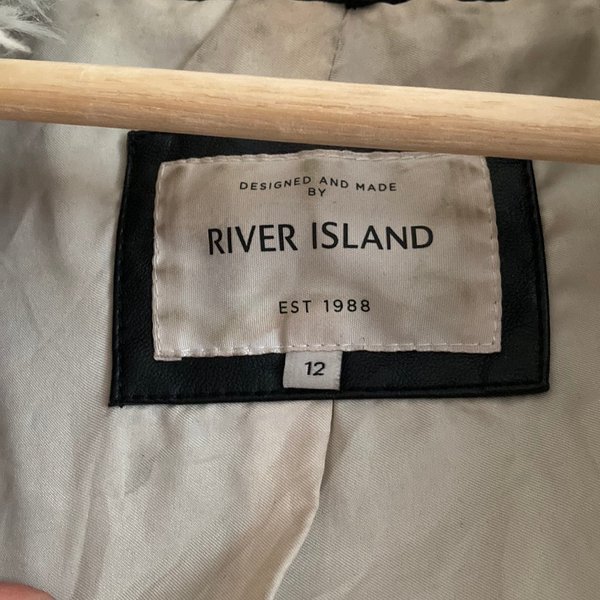 DESIGNED AND MADE
BY
RIVER ISLAND
EST 1988
12